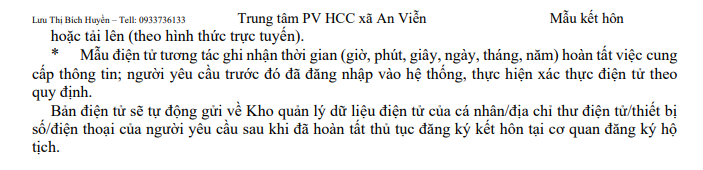 Lưu Thị Bích Huyền – Tell: 0933736133 Trung tâm PV HCC xã An Viễn Mẫu kết hôn
hoặc tải lên (theo hình thức trực tuyến).
* Mẫu điện tử tương tác ghi nhận thời gian (giờ, phút, giây, ngày, tháng, năm) hoàn tất việc cung
cấp thông tin; người yêu cầu trước đó đã đăng nhập vào hệ thống, thực hiện xác thực điện tử theo
quy định.
Bản điện tử sẽ tự động gửi về Kho quản lý dữ liệu điện tử của cá nhân/địa chỉ thư điện tử/thiết bị
số/điện thoại của người yêu cầu sau khi đã hoàn tất thủ tục đăng ký kết hôn tại cơ quan đăng ký hộ
tịch.